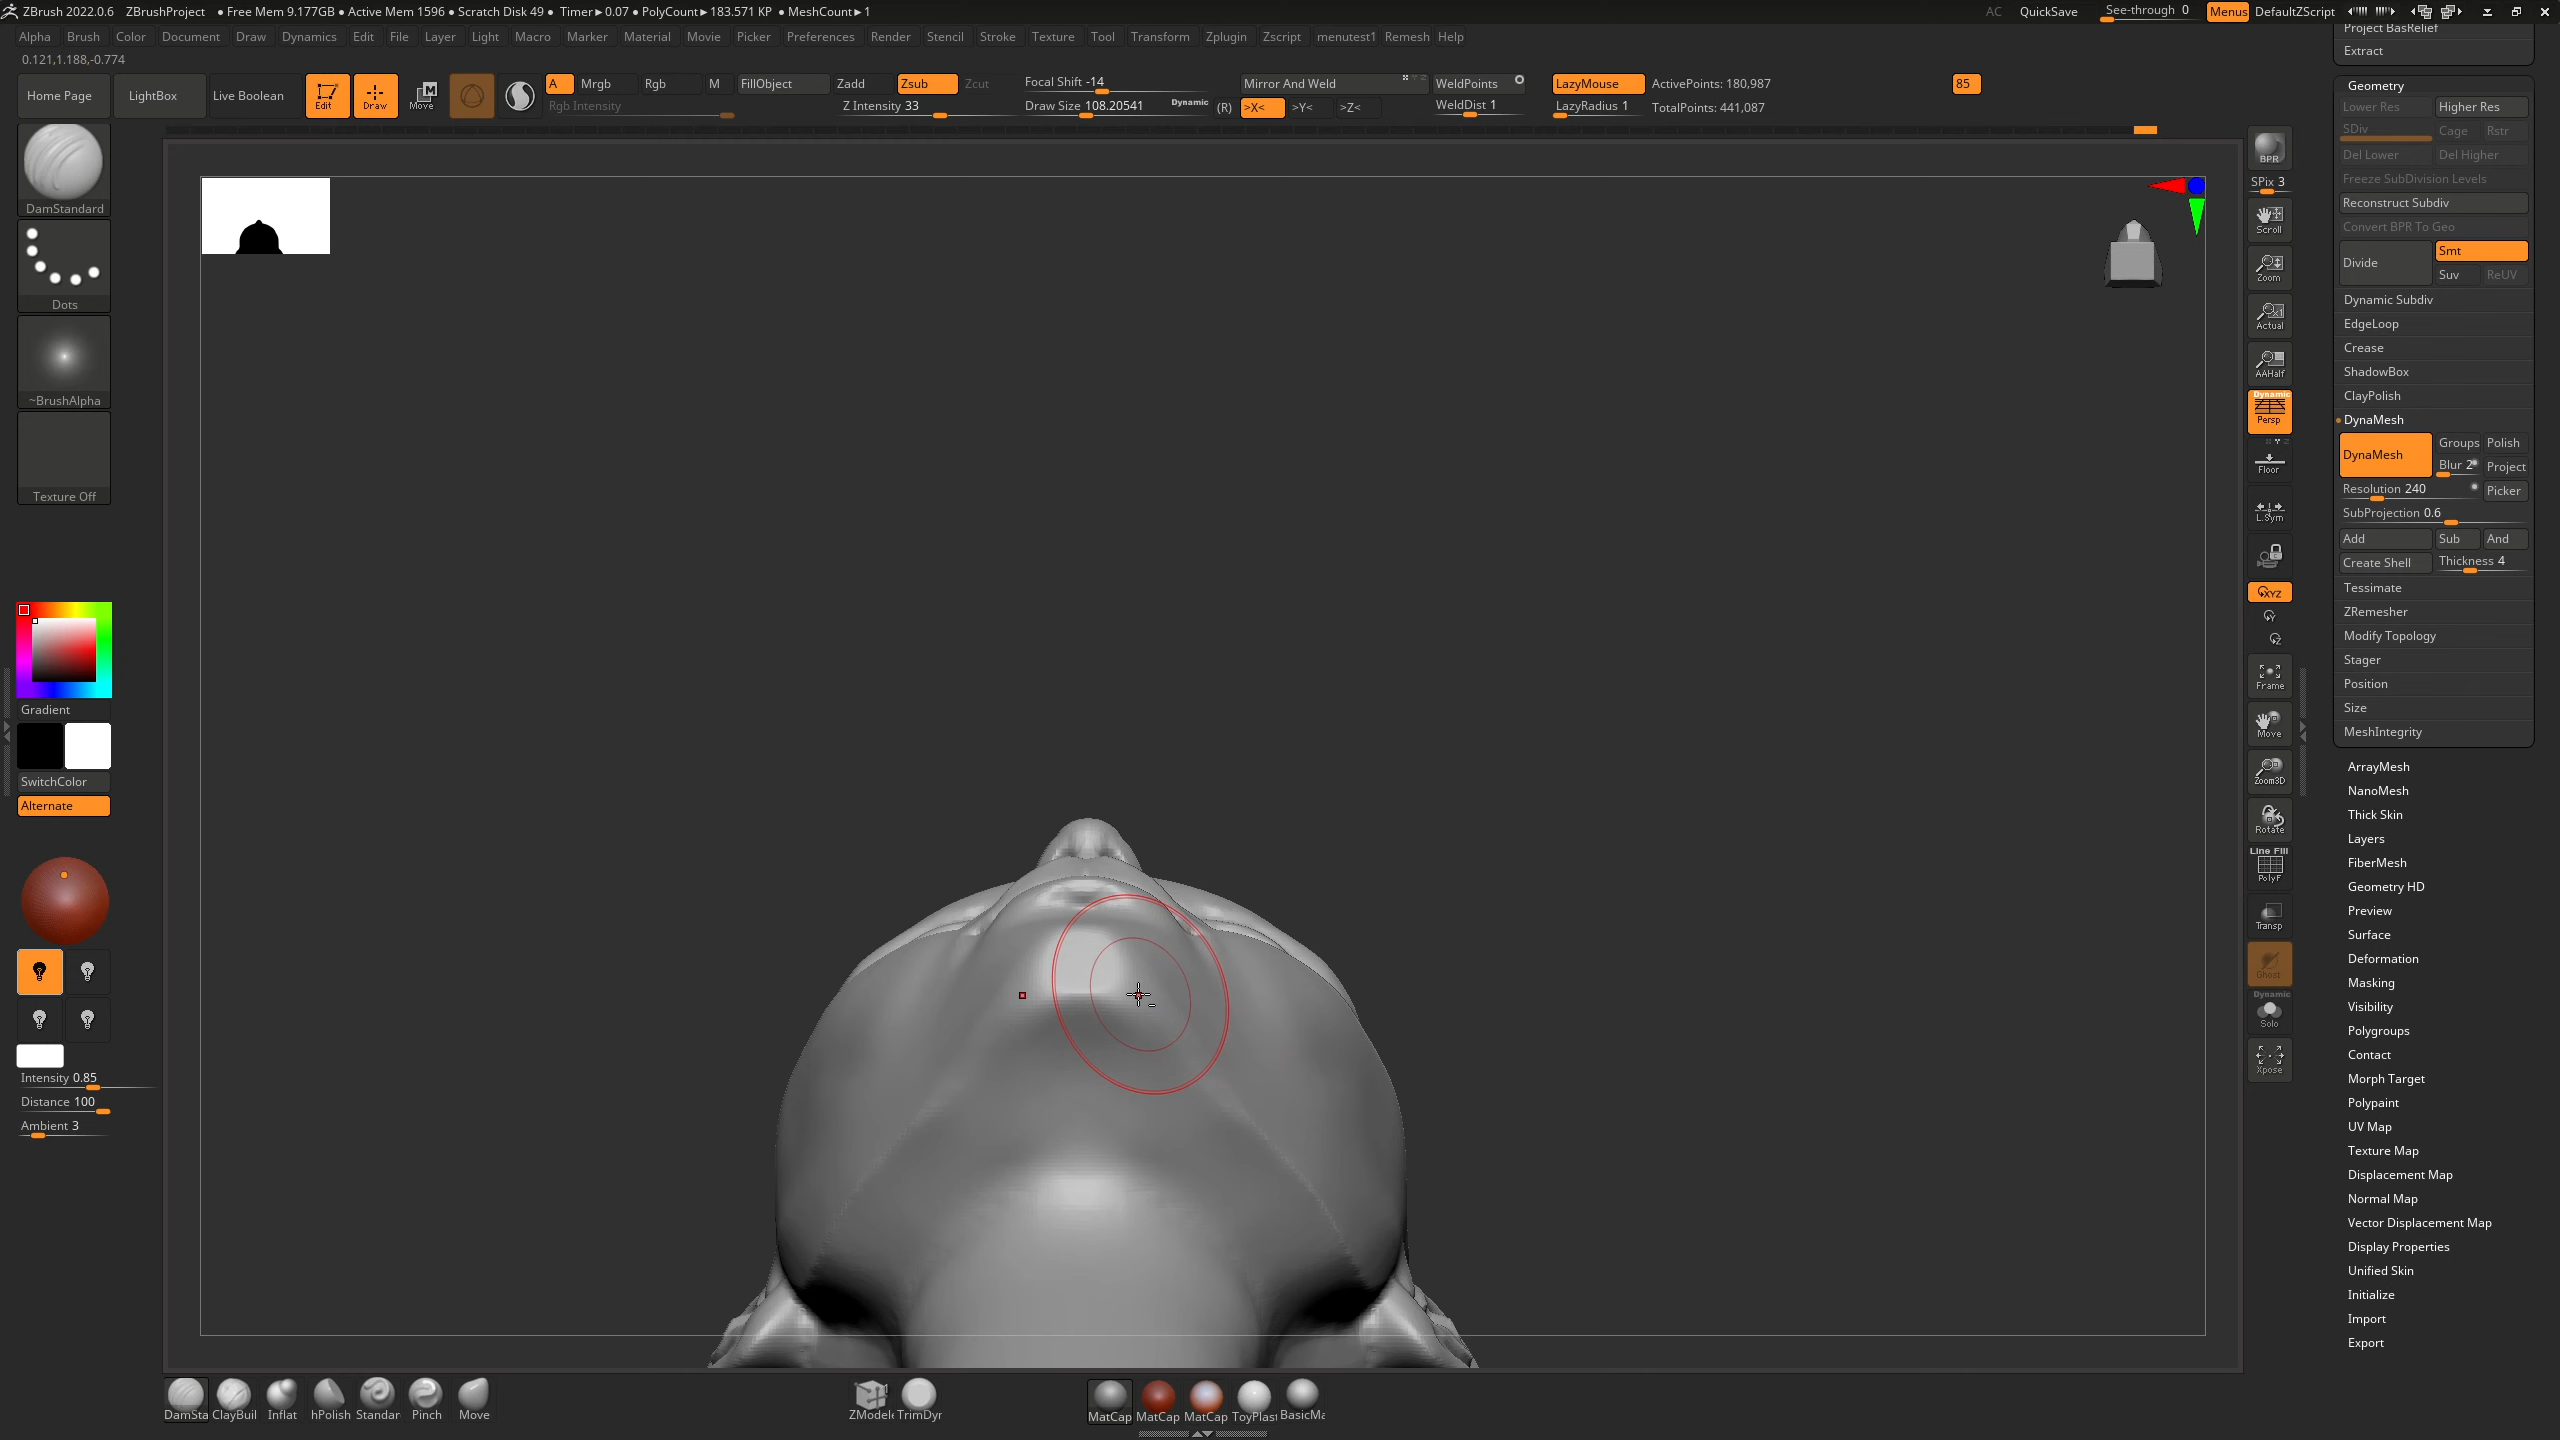 ZBrush 2022.0.6 ZBrushProject • Free Mem 9.177GB • Active Mem 1596 • Scratch Disk 49 • Timer►0.07 • PolyCount►183.571 KP • MeshCount►1 AC QuickSave See-through 0 Menus DefaultZScript
Alpha Brush Color Document Draw Dynamics Edit File Layer Light Macro Marker Material Movie Picker Preferences Render Stencil Stroke Texture Tool Transform Zplugin Zscript menutest1 Remesh Help
0.121,1.188,-0.774
Home Page LightBox Live Boolean Edit Draw Move
A Mrgb Rgb M FillObject Zadd Zsub Zcut Focal Shift -14 Mirror And Weld WeldPoints LazyMouse ActivePoints: 180,987 85
Rgb Intensity Z Intensity 33 Draw Size 108.20541 Dynamic (R) >X< >Y< >Z< WeldDist 1 LazyRadius 1 TotalPoints: 441,087
DamStandard
Dots
~BrushAlpha
Texture Off
Gradient
SwitchColor
Alternate
Intensity 0.85
Distance 100
Ambient 3
BPR
SPix 3
Scroll
Zoom
Actual
AAHalf
Dynamic
Persp
Floor
L.Sym
XYZ
Y
Z
Frame
Move
Zoom3D
Rotate
Line Fill
PolyF
Transp
Ghost
Dynamic
Solo
Xpose
Project BasRelief
Extract
Geometry
Lower Res Higher Res
SDiv Cage Rstr
Del Lower Del Higher
Freeze SubDivision Levels
Reconstruct Subdiv
Convert BPR To Geo
Divide Smt
Suv ReUV
Dynamic Subdiv
EdgeLoop
Crease
ShadowBox
ClayPolish
DynaMesh
DynaMesh Groups Polish
Blur 2 Project
Resolution 240 Picker
SubProjection 0.6
Add Sub And
Create Shell Thickness 4
Tessimate
ZRemesher
Modify Topology
Stager
Position
Size
MeshIntegrity
ArrayMesh
NanoMesh
Thick Skin
Layers
FiberMesh
Geometry HD
Preview
Surface
Deformation
Masking
Visibility
Polygroups
Contact
Morph Target
Polypaint
UV Map
Texture Map
Displacement Map
Normal Map
Vector Displacement Map
Display Properties
Unified Skin
Initialize
Import
Export
DamSta ClayBuil Inflat hPolish Standar Pinch Move ZModel TrimDyr MatCap MatCap MatCap ToyPlas BasicMa